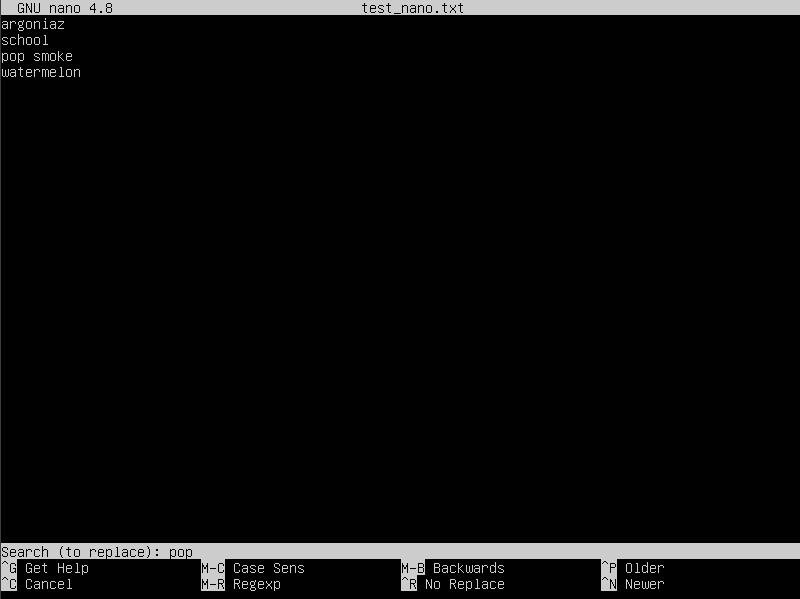 GNU nano 4.8 test_nano.txt
argoniaz
school
pop smoke
watermelon
Search (to replace): pop
^G Get Help M-C Case Sens M-B Backwards ^P Older
^C Cancel M-R Regexp ^R No Replace ^N Newer